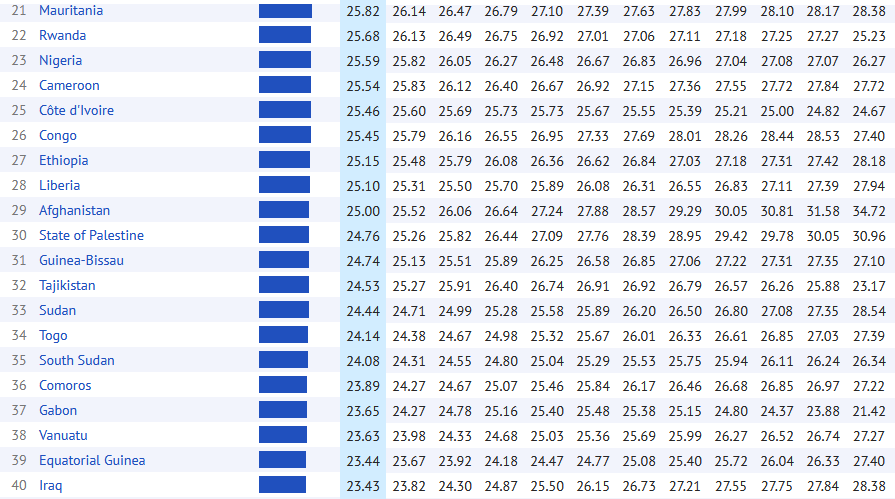 21 Mauritania 25.82 26.14 26.47 26.79 27.10 27.39 27.63 27.83 27.99 28.10 28.17 28.38
22 Rwanda 25.68 26.13 26.49 26.75 26.92 27.01 27.06 27.11 27.18 27.25 27.27 25.23
23 Nigeria 25.59 25.82 26.05 26.27 26.48 26.67 26.83 26.96 27.04 27.08 27.07 26.27
24 Cameroon 25.54 25.83 26.12 26.40 26.67 26.92 27.15 27.36 27.55 27.72 27.84 27.72
25 Côte d'Ivoire 25.46 25.60 25.69 25.73 25.73 25.67 25.55 25.39 25.21 25.00 24.82 24.67
26 Congo 25.45 25.79 26.16 26.55 26.95 27.33 27.69 28.01 28.26 28.44 28.53 27.40
27 Ethiopia 25.15 25.48 25.79 26.08 26.36 26.62 26.84 27.03 27.18 27.31 27.42 28.18
28 Liberia 25.10 25.31 25.50 25.70 25.89 26.08 26.31 26.55 26.83 27.11 27.39 27.94
29 Afghanistan 25.00 25.52 26.06 26.64 27.24 27.88 28.57 29.29 30.05 30.81 31.58 34.72
30 State of Palestine 24.76 25.26 25.82 26.44 27.09 27.76 28.39 28.95 29.42 29.78 30.05 30.96
31 Guinea-Bissau 24.74 25.13 25.51 25.89 26.25 26.58 26.85 27.06 27.22 27.31 27.35 27.10
32 Tajikistan 24.53 25.27 25.91 26.40 26.74 26.91 26.92 26.79 26.57 26.26 25.88 23.17
33 Sudan 24.44 24.71 24.99 25.28 25.58 25.89 26.20 26.50 26.80 27.08 27.35 28.54
34 Togo 24.14 24.38 24.67 24.98 25.32 25.67 26.01 26.33 26.61 26.85 27.03 27.39
35 South Sudan 24.08 24.31 24.55 24.80 25.04 25.29 25.53 25.75 25.94 26.11 26.24 26.34
36 Comoros 23.89 24.27 24.67 25.07 25.46 25.84 26.17 26.46 26.68 26.85 26.97 27.22
37 Gabon 23.65 24.27 24.78 25.16 25.40 25.48 25.38 25.15 24.80 24.37 23.88 21.42
38 Vanuatu 23.63 23.98 24.33 24.68 25.03 25.36 25.69 25.99 26.27 26.52 26.74 27.27
39 Equatorial Guinea 23.44 23.67 23.92 24.18 24.47 24.77 25.08 25.40 25.72 26.04 26.33 27.40
40 Iraq 23.43 23.82 24.30 24.87 25.50 26.15 26.73 27.21 27.55 27.75 27.84 28.38